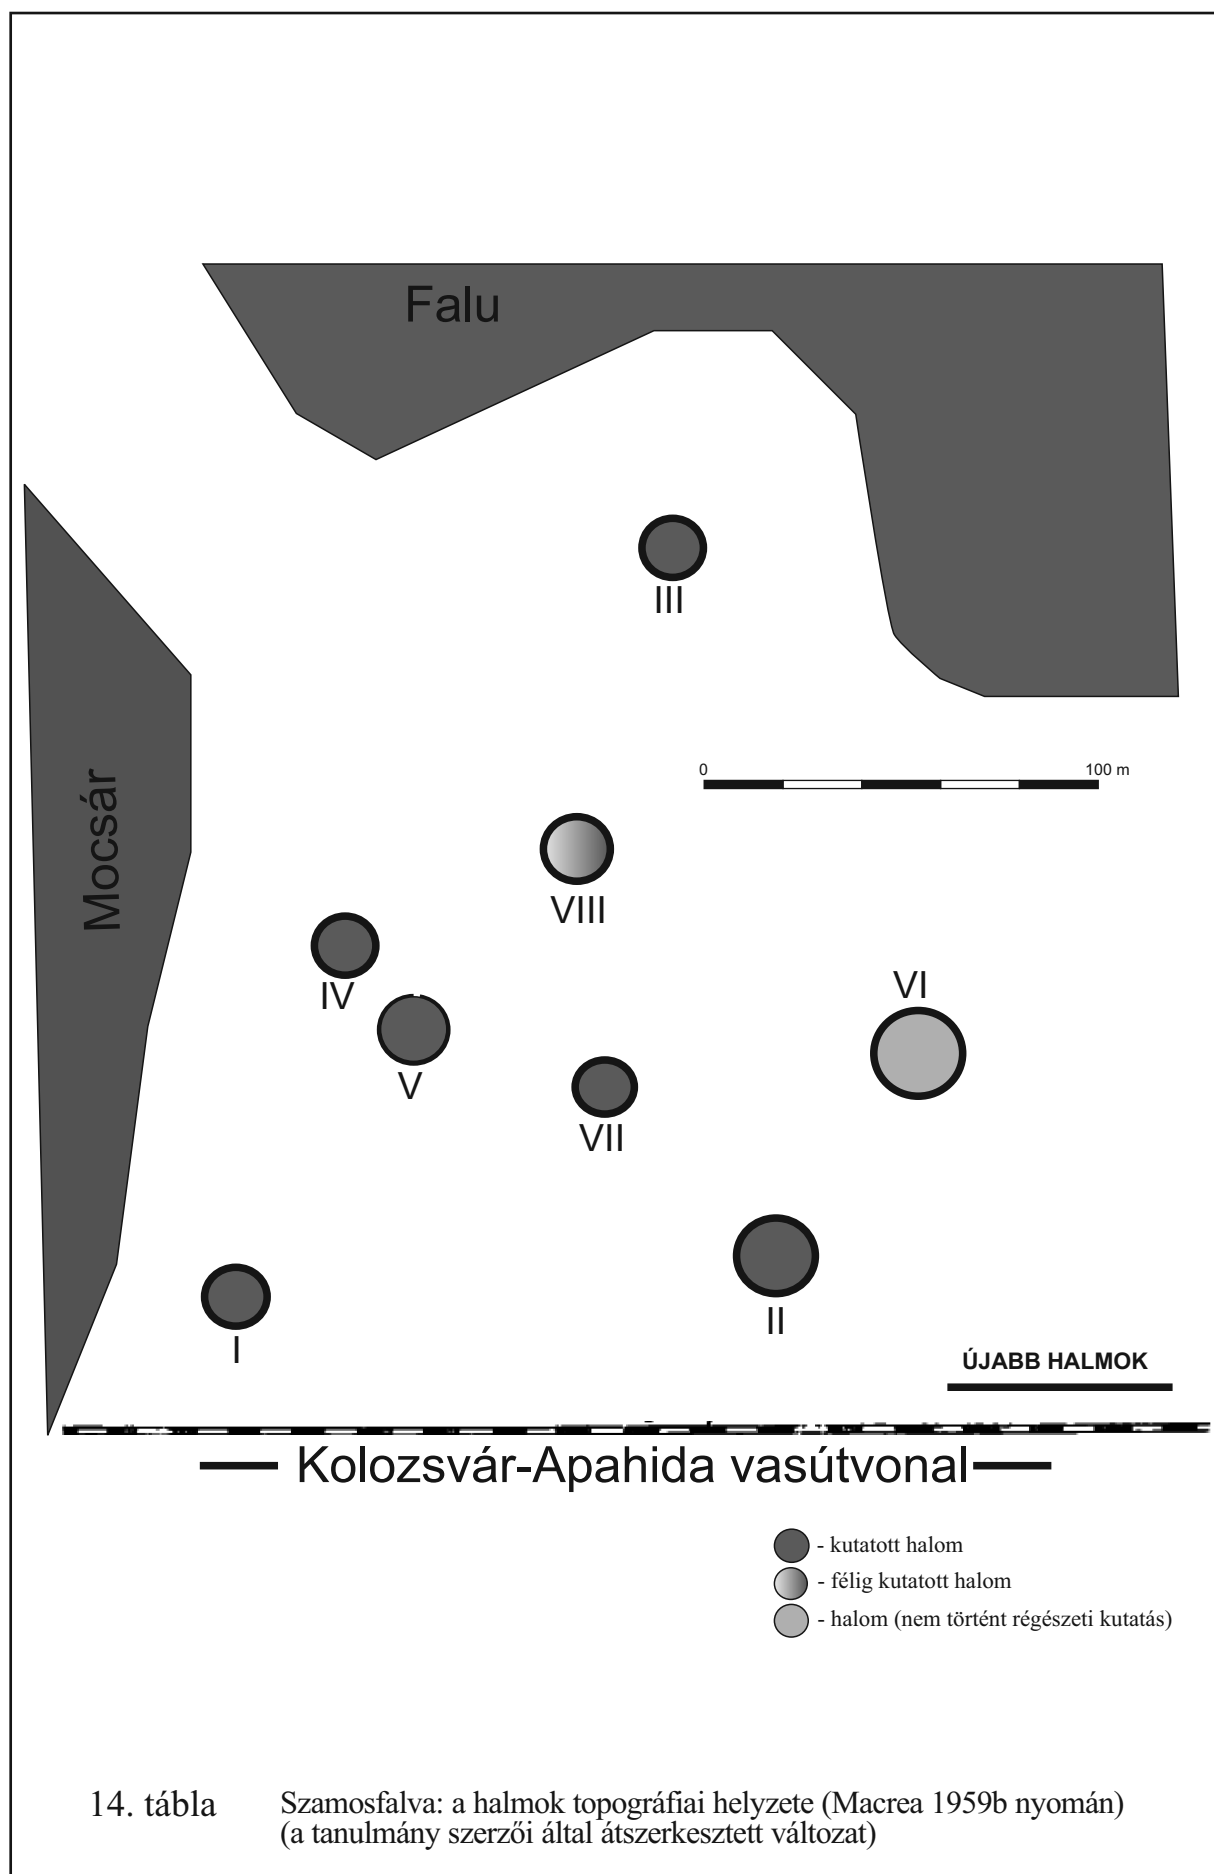 Falu
III
Mocsár
0
100 m
VIII
IV
VI
V
VII
II
I
ÚJABB HALMOK
Kolozsvár-Apahida vasútvonal
- kutatott halom
- félig kutatott halom
- halom (nem történt régészeti kutatás)
14. tábla
Szamosfalva: a halmok topográfiai helyzete (Macrea 1959b nyomán)
(a tanulmány szerzői által átszerkesztett változat)